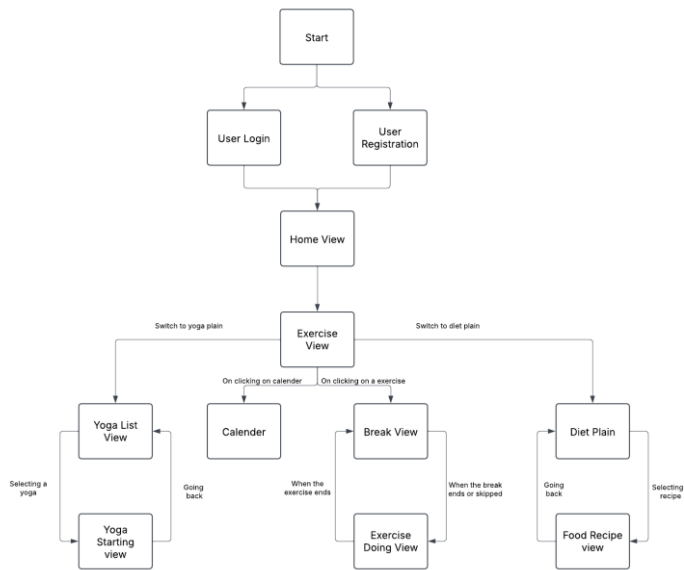 Start
User Login
User
Registration
Home View
Exercise
View
Switch to yoga plain
Switch to diet plain
On clicking on calender
On clicking on a exercise
Yoga List
View
Calender
Break View
Diet Plain
Selecting a
yoga
Going
back
When the
exercise ends
When the break
ends or skipped
Going
back
Selecting
recipe
Yoga
Starting
view
Exercise
Doing View
Food Recipe
view